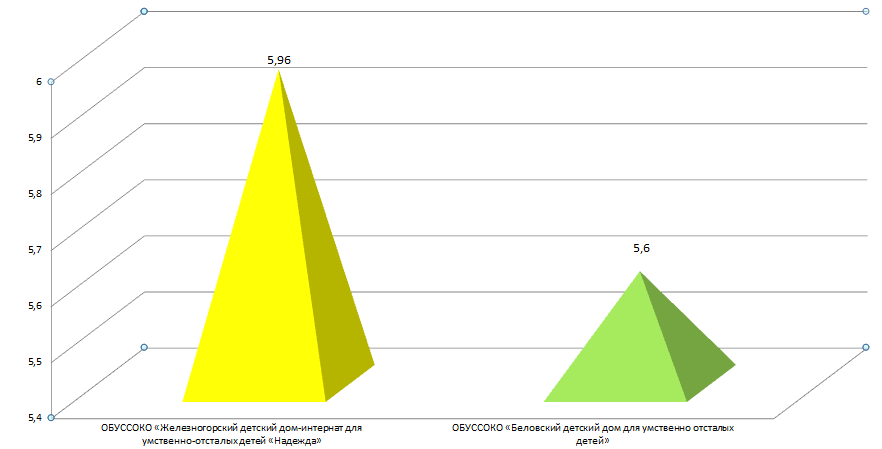 5,96
6
5,9
5,8
5,6
5,7
5,6
5,5
5,4
ОБУССОКО «Железногорский детский дом-интернат для
умственно-отсталых детей «Надежда»
ОБУССОКО «Беловский детский дом для умственно отсталых
детей»